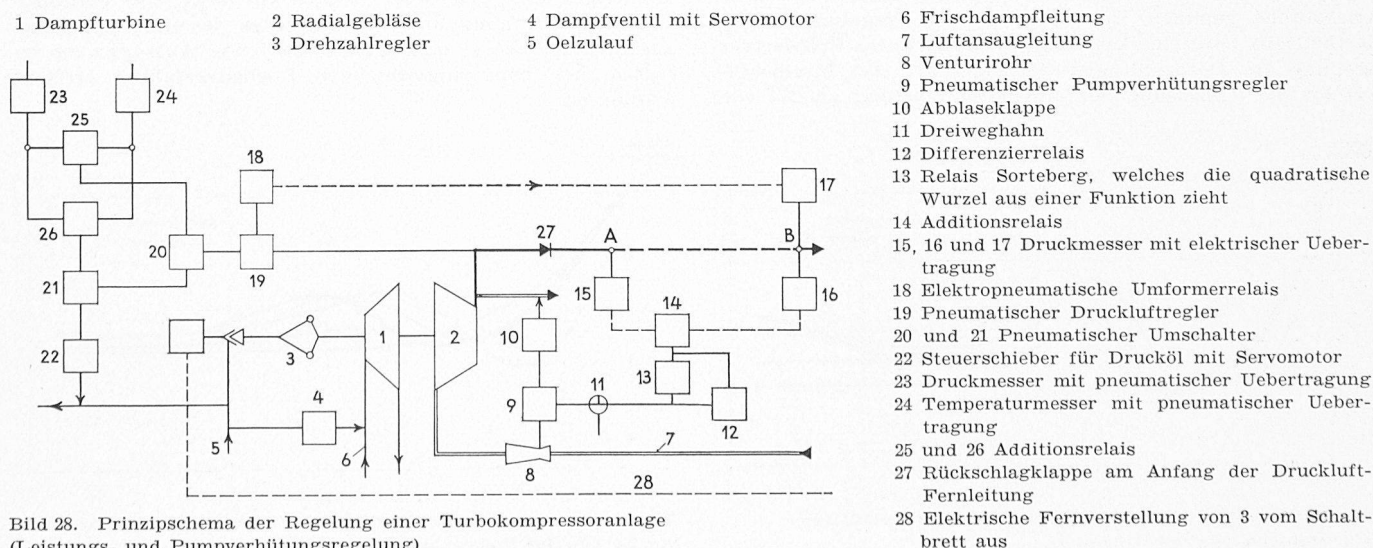 1 Dampfturbine
2 Radialgebläse
3 Drehzahlregler
4 Dampfventil mit Servomotor
5 Oelzulauf
6 Frischdampfleitung
7 Luftansaugleitung
8 Venturirohr
9 Pneumatischer Pumpverhütungsregler
10 Abblaseklappe
11 Dreiweghahn
12 Differenzierrelais
13 Relais Sorteberg, welches die quadratische
Wurzel aus einer Funktion zieht
14 Additionsrelais
15, 16 und 17 Druckmesser mit elektrischer Ueber-
tragung
18 Elektropneumatische Umformerrelais
19 Pneumatischer Druckluftregler
20 und 21 Pneumatischer Umschalter
22 Steuerschieber für Drucköl mit Servomotor
23 Druckmesser mit pneumatischer Uebertragung
24 Temperaturmesser mit pneumatischer Ueber-
tragung
25 und 26 Additionsrelais
27 Rückschlagklappe am Anfang der Druckluft-
Fernleitung
28 Elektrische Fernverstellung von 3 vom Schalt-
brett aus
23
24
25
18
17
26
20
19
27
A
B
21
15
14
16
22
3
1
2
10
13
4
9
11
12
5
6
8
7
28
Bild 28. Prinzipschema der Regelung einer Turbokompressoranlage
(Leistungs- und Pumpverhütungsregelung)